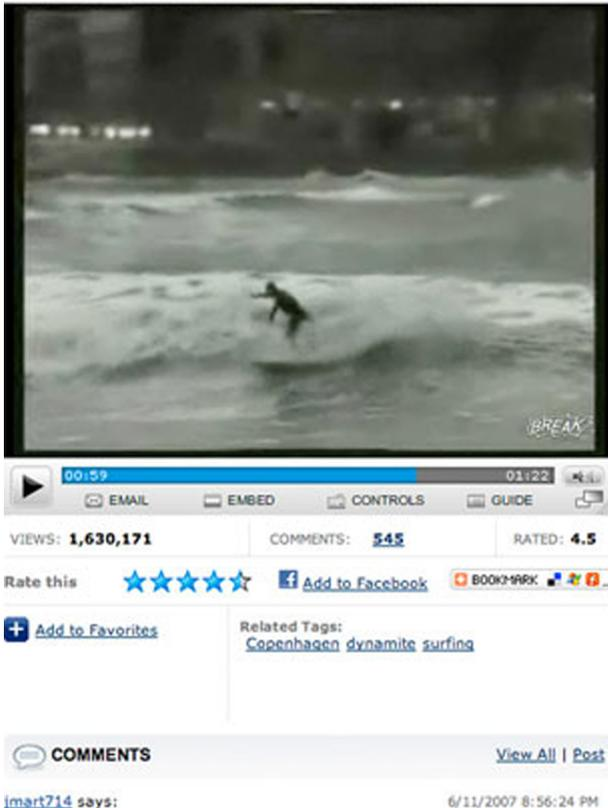 BREAK
00:59 01:22
EMAIL EMBED CONTROLS GUIDE
VIEWS: 1,630,171 COMMENTS: 545 RATED: 4.5
Rate this Add to Facebook BOOKMARK
Add to Favorites
Related Tags:
Copenhagen dynamite surfing
COMMENTS View All | Post
jmart714 says: 6/11/2007 8:56:24 PM